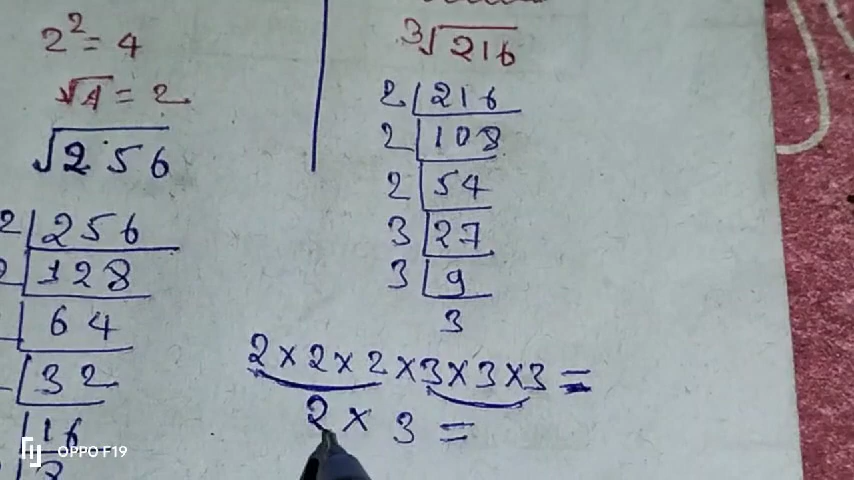 2² = 4
√4 = 2
√256
2 256
128
64
32
16
³√216
2 216
2 108
2 54
3 27
3 9
3
2 × 2 × 2 × 3 × 3 × 3 =
2 × 3 =
OPPO F19